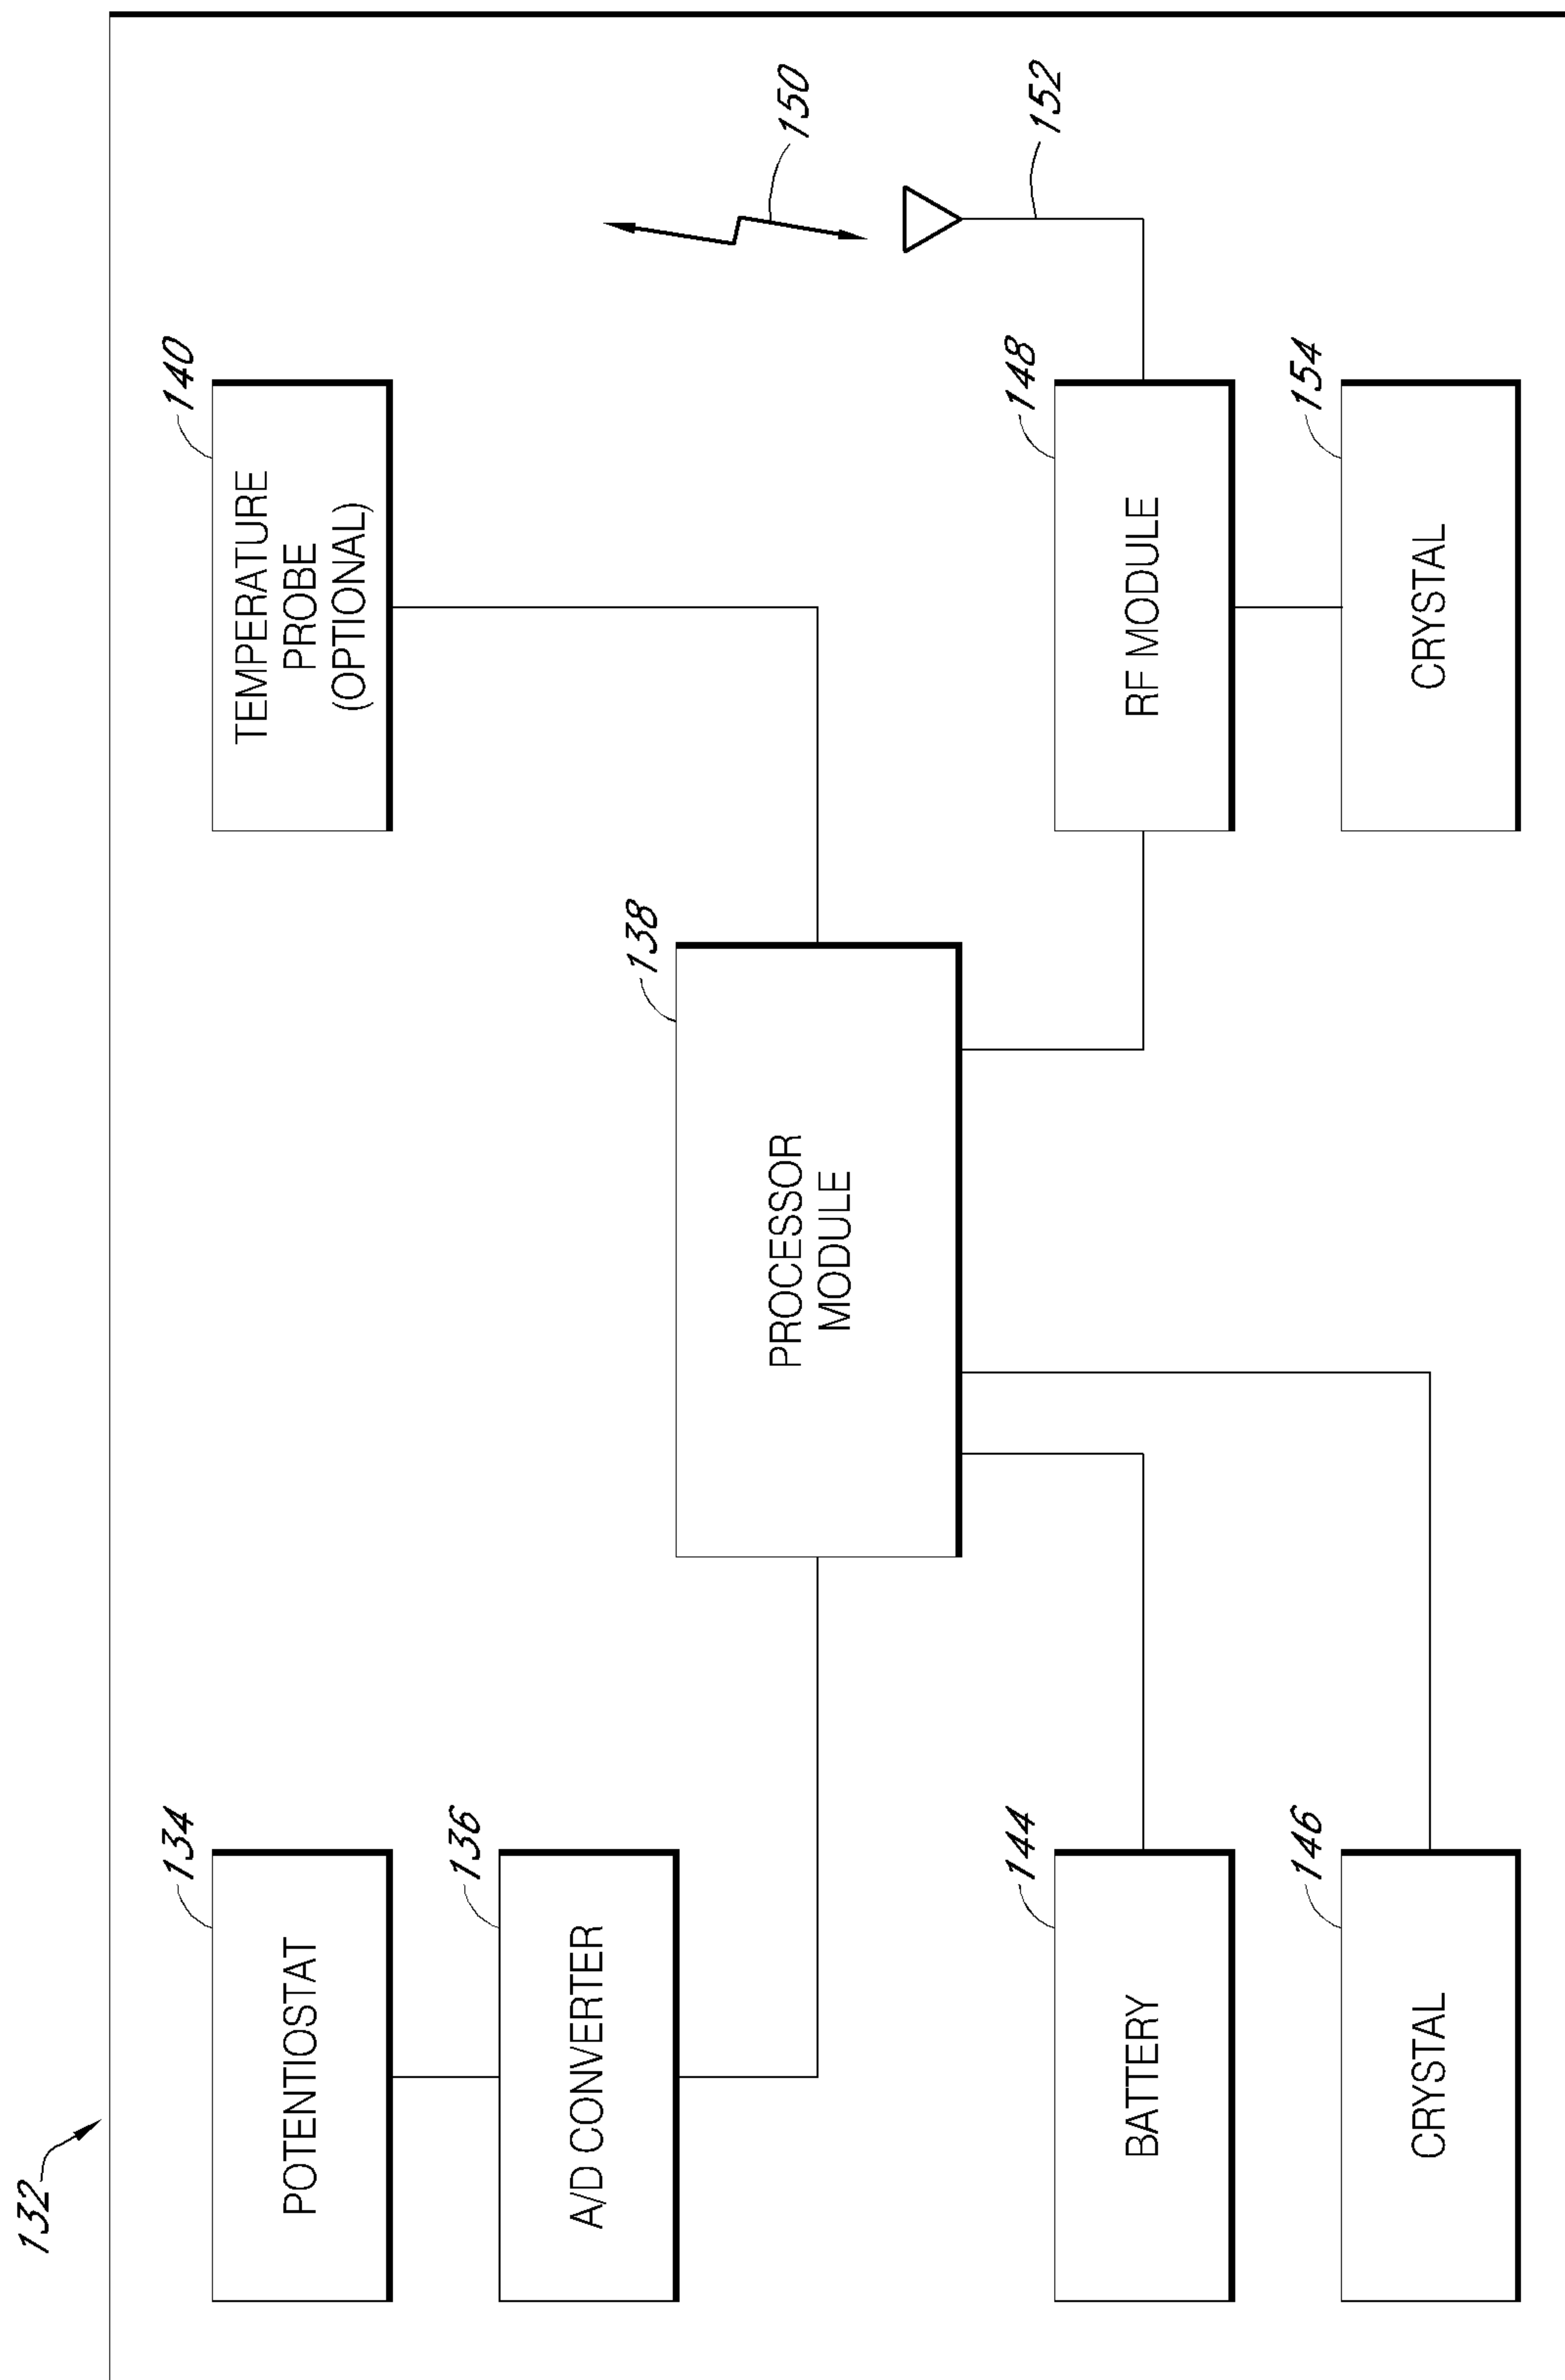 132
134
POTENTIOSTAT
136
A/D CONVERTER
138
PROCESSOR
MODULE
140
TEMPERATURE
PROBE
(OPTIONAL)
150
152
144
BATTERY
148
RF MODULE
146
CRYSTAL
154
CRYSTAL